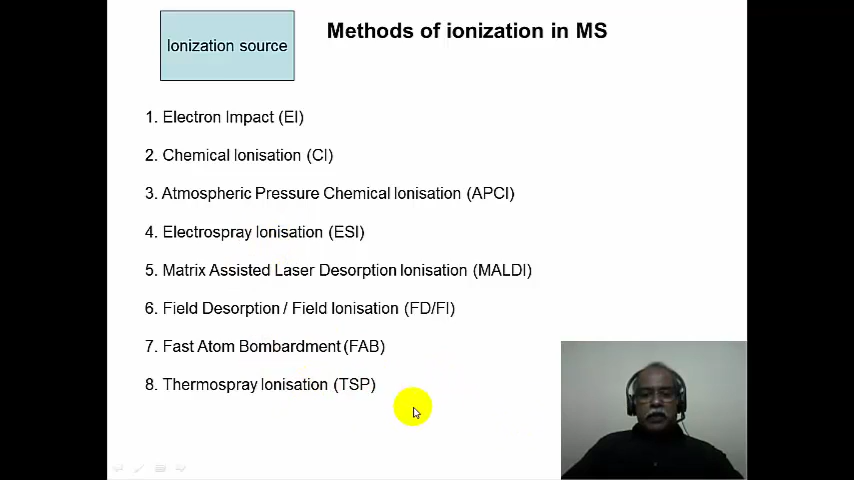 Ionization source
Methods of ionization in MS
1. Electron Impact (EI)
2. Chemical Ionisation (CI)
3. Atmospheric Pressure Chemical Ionisation (APCI)
4. Electrospray Ionisation (ESI)
5. Matrix Assisted Laser Desorption Ionisation (MALDI)
6. Field Desorption / Field Ionisation (FD/FI)
7. Fast Atom Bombardment (FAB)
8. Thermospray Ionisation (TSP)